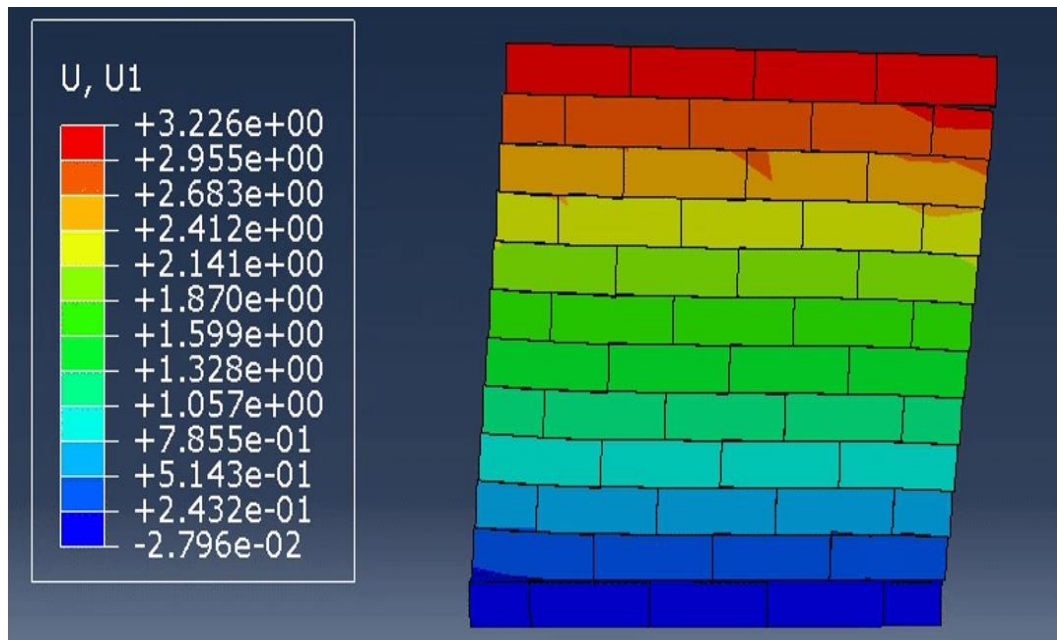 U, U1
+3.226e+00
+2.955e+00
+2.683e+00
+2.412e+00
+2.141e+00
+1.870e+00
+1.599e+00
+1.328e+00
+1.057e+00
+7.855e-01
+5.143e-01
+2.432e-01
-2.796e-02